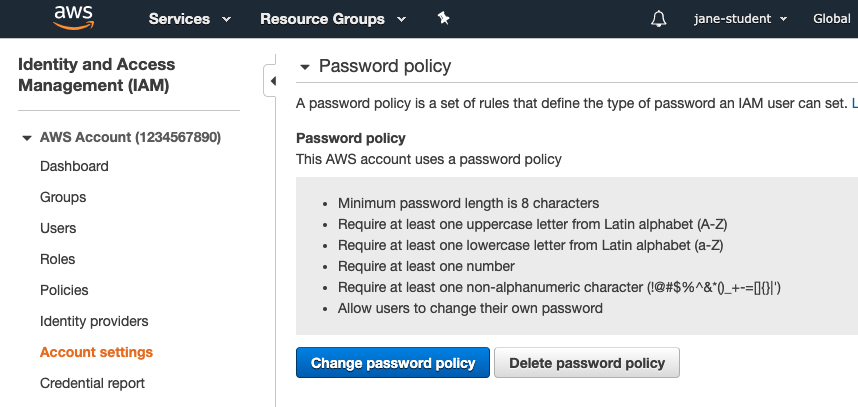 aws
Services
Resource Groups
jane-student
Global
Identity and Access
Management (IAM)
AWS Account (1234567890)
Dashboard
Groups
Users
Roles
Policies
Identity providers
Account settings
Credential report
Password policy
A password policy is a set of rules that define the type of password an IAM user can set. L
Password policy
This AWS account uses a password policy
• Minimum password length is 8 characters
• Require at least one uppercase letter from Latin alphabet (A-Z)
• Require at least one lowercase letter from Latin alphabet (a-Z)
• Require at least one number
• Require at least one non-alphanumeric character (!@#$%^&*()_+-=[]{}|')
• Allow users to change their own password
Change password policy
Delete password policy